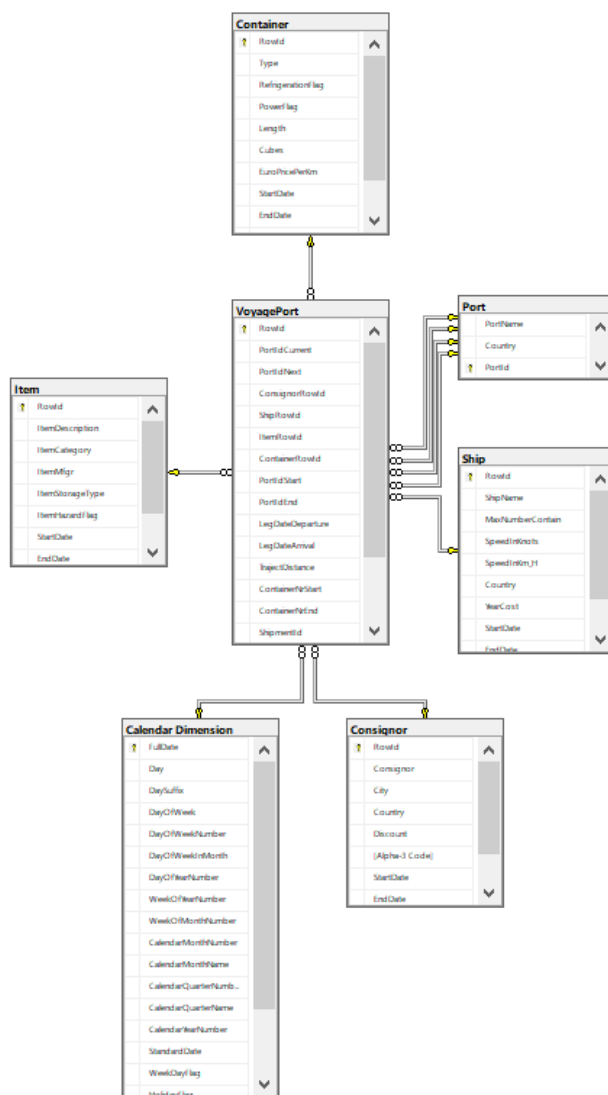 Container
RowId
Type
RefrigerationFlag
PowerFlag
Length
Cubes
EuroPricePerKm
StartDate
EndDate
VoyagePort
RowId
PortIdCurrent
PortIdNext
ConsignorRowId
ShipRowId
ItemRowId
ContainerRowId
PortIdStart
PortIdEnd
LegDateDeparture
LegDateArrival
TrajectDistance
ContainerNrStart
ContainerNrEnd
ShipmentId
Port
PortName
Country
PortId
Item
RowId
ItemDescription
ItemCategory
ItemMfgr
ItemStorageType
ItemHazardFlag
StartDate
EndDate
Ship
RowId
ShipName
MaxNumberContain
SpeedInKnots
SpeedInKm_H
Country
YearCost
StartDate
EndDate
Calendar Dimension
FullDate
Day
DaySuffix
DayOfWeek
DayOfWeekNumber
DayOfWeekInMonth
DayOfYearNumber
WeekOfYearNumber
WeekOfMonthNumber
CalendarMonthNumber
CalendarMonthName
CalendarQuarterNumb...
CalendarQuarterName
CalendarYearNumber
StandardDate
WeekDayFlag
HolidayFlag
Consignor
RowId
Consignor
City
Country
Discount
[Alpha-3 Code]
StartDate
EndDate